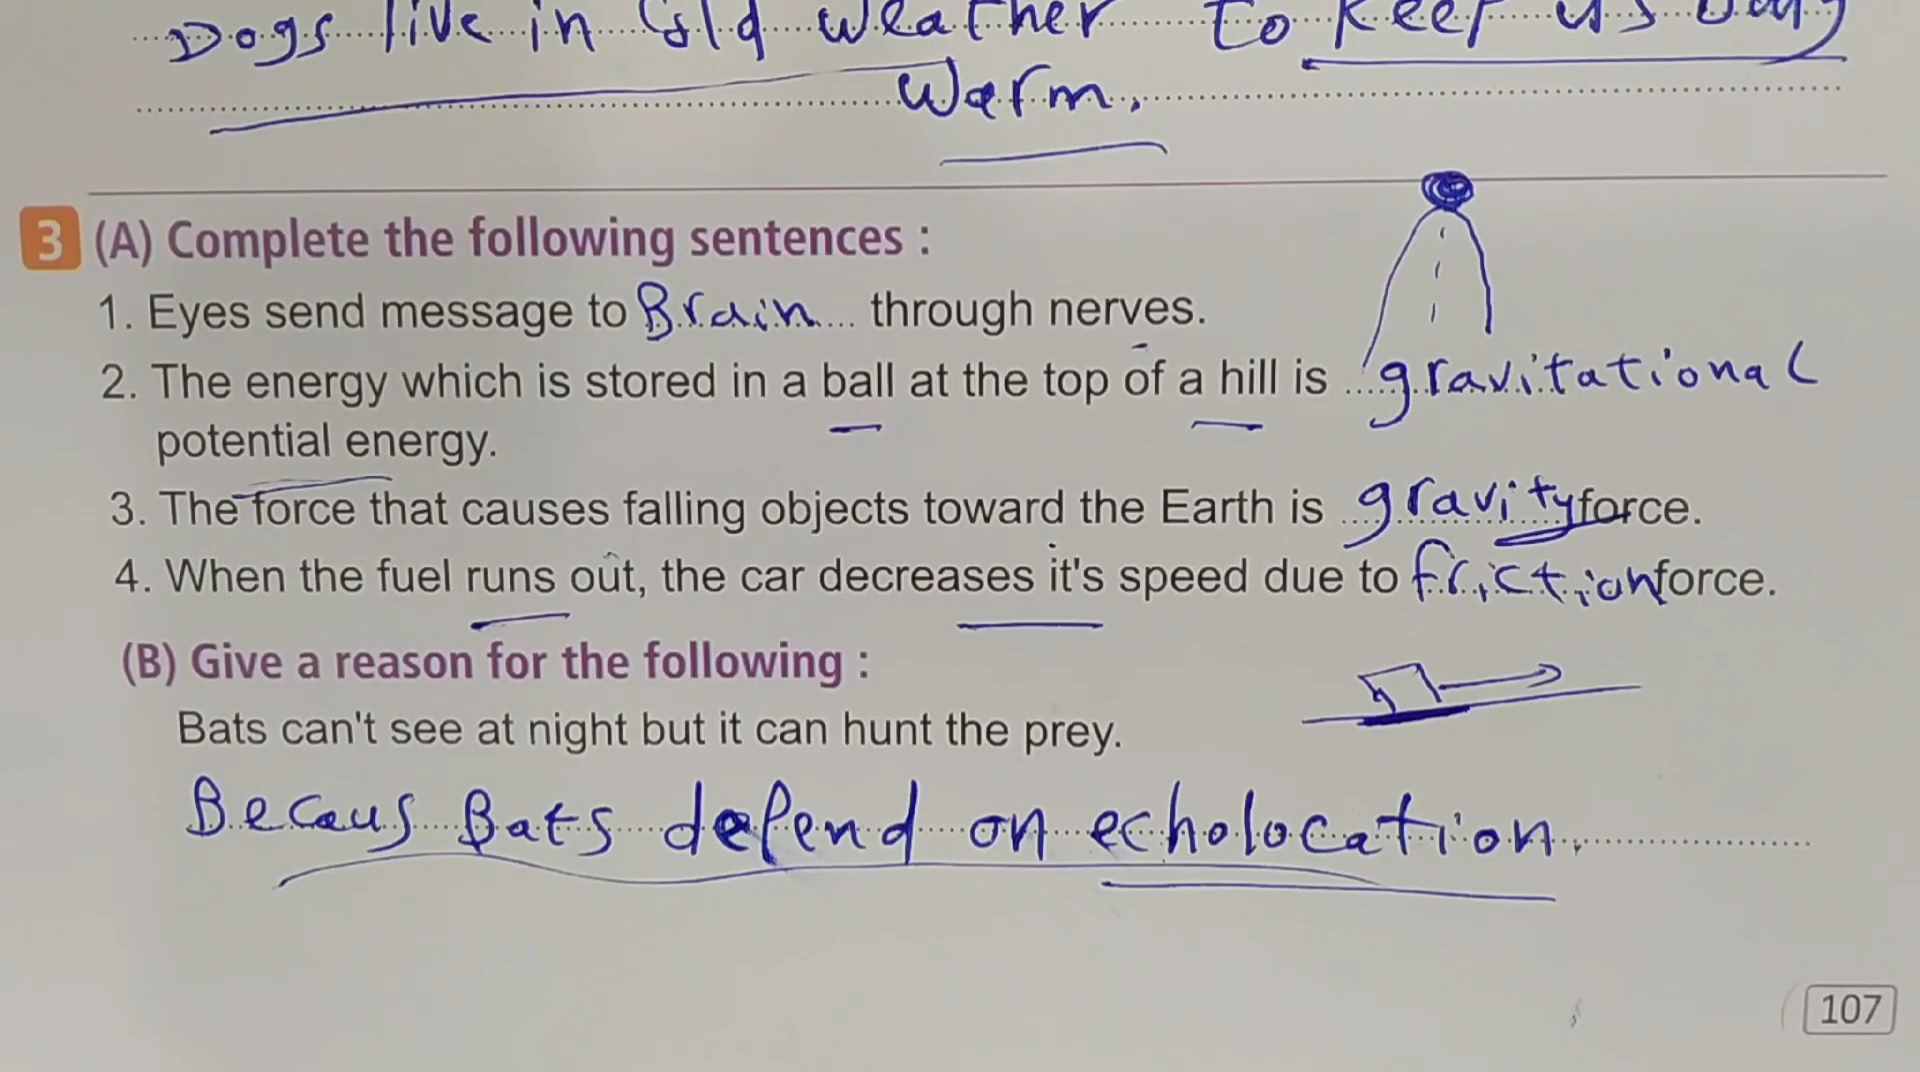 Dogs live in Cold weather to keep its body
Warm.
3 (A) Complete the following sentences :
1. Eyes send message to Brain through nerves.
2. The energy which is stored in a ball at the top of a hill is gravitational
potential energy.
3. The force that causes falling objects toward the Earth is gravity force.
4. When the fuel runs out, the car decreases it's speed due to friction force.
(B) Give a reason for the following :
Bats can't see at night but it can hunt the prey.
Becaus Bats depend on echolocation.
107